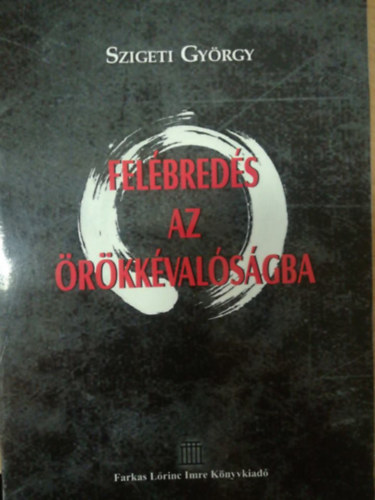 SZIGETI GYÖRGY
FELÉBREDÉS
AZ
ÖRÖKKÉVALÓSÁGBA
Farkas Lőrinc Imre Könyvkiadó